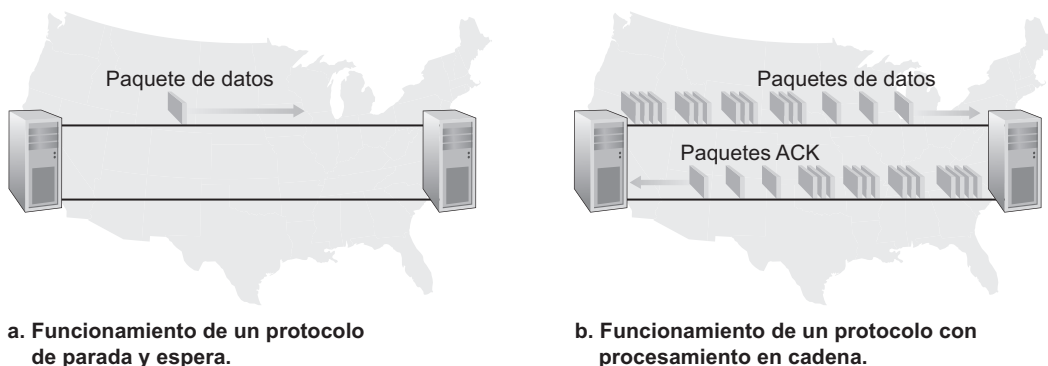 Paquete de datos
a. Funcionamiento de un protocolo
de parada y espera.
Paquetes de datos
Paquetes ACK
b. Funcionamiento de un protocolo con
procesamiento en cadena.